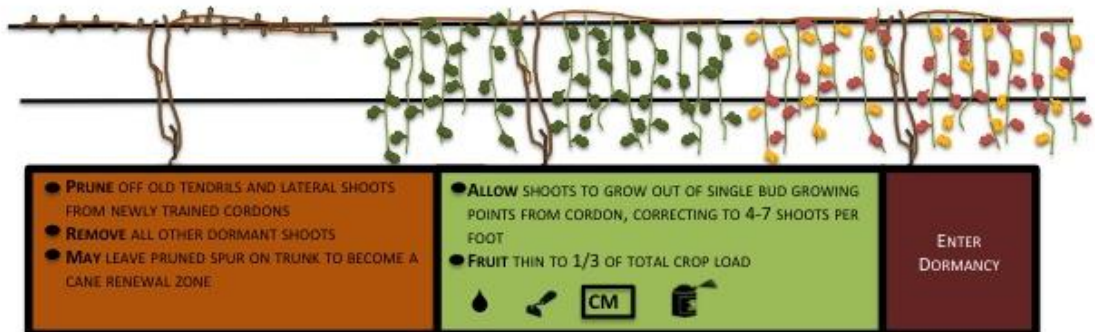 PRUNE OFF OLD TENDRILS AND LATERAL SHOOTS
FROM NEWLY TRAINED CORDONS
REMOVE ALL OTHER DORMANT SHOOTS
MAY LEAVE PRUNED SPUR ON TRUNK TO BECOME A
CANE RENEWAL ZONE
ALLOW SHOOTS TO GROW OUT OF SINGLE BUD GROWING
POINTS FROM CORDON, CORRECTING TO 4-7 SHOOTS PER
FOOT
FRUIT THIN TO 1/3 OF TOTAL CROP LOAD
CM
ENTER
DORMANCY